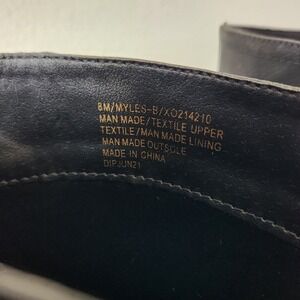 8M/MYLES-B/XO214210
MAN MADE/TEXTILE UPPER
TEXTILE/MAN MADE LINING
MAN MADE OUTSOLE
MADE IN CHINA
DIPJUN21